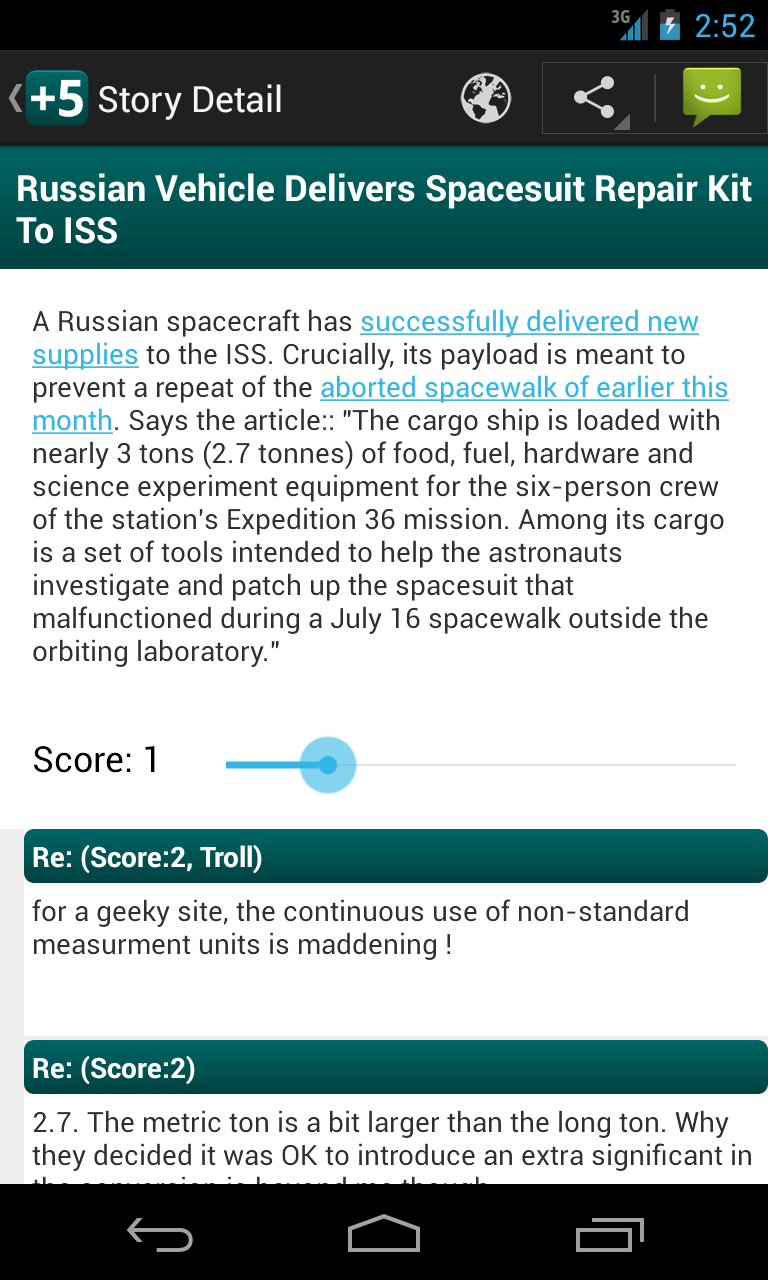 3G 2:52
+5 Story Detail
Russian Vehicle Delivers Spacesuit Repair Kit
To ISS
A Russian spacecraft has successfully delivered new
supplies to the ISS. Crucially, its payload is meant to
prevent a repeat of the aborted spacewalk of earlier this
month. Says the article:: "The cargo ship is loaded with
nearly 3 tons (2.7 tonnes) of food, fuel, hardware and
science experiment equipment for the six-person crew
of the station's Expedition 36 mission. Among its cargo
is a set of tools intended to help the astronauts
investigate and patch up the spacesuit that
malfunctioned during a July 16 spacewalk outside the
orbiting laboratory."
Score: 1
Re: (Score:2, Troll)
for a geeky site, the continuous use of non-standard
measurment units is maddening !
Re: (Score:2)
2.7. The metric ton is a bit larger than the long ton. Why
they decided it was OK to introduce an extra significant in
the conversion is beyond me though